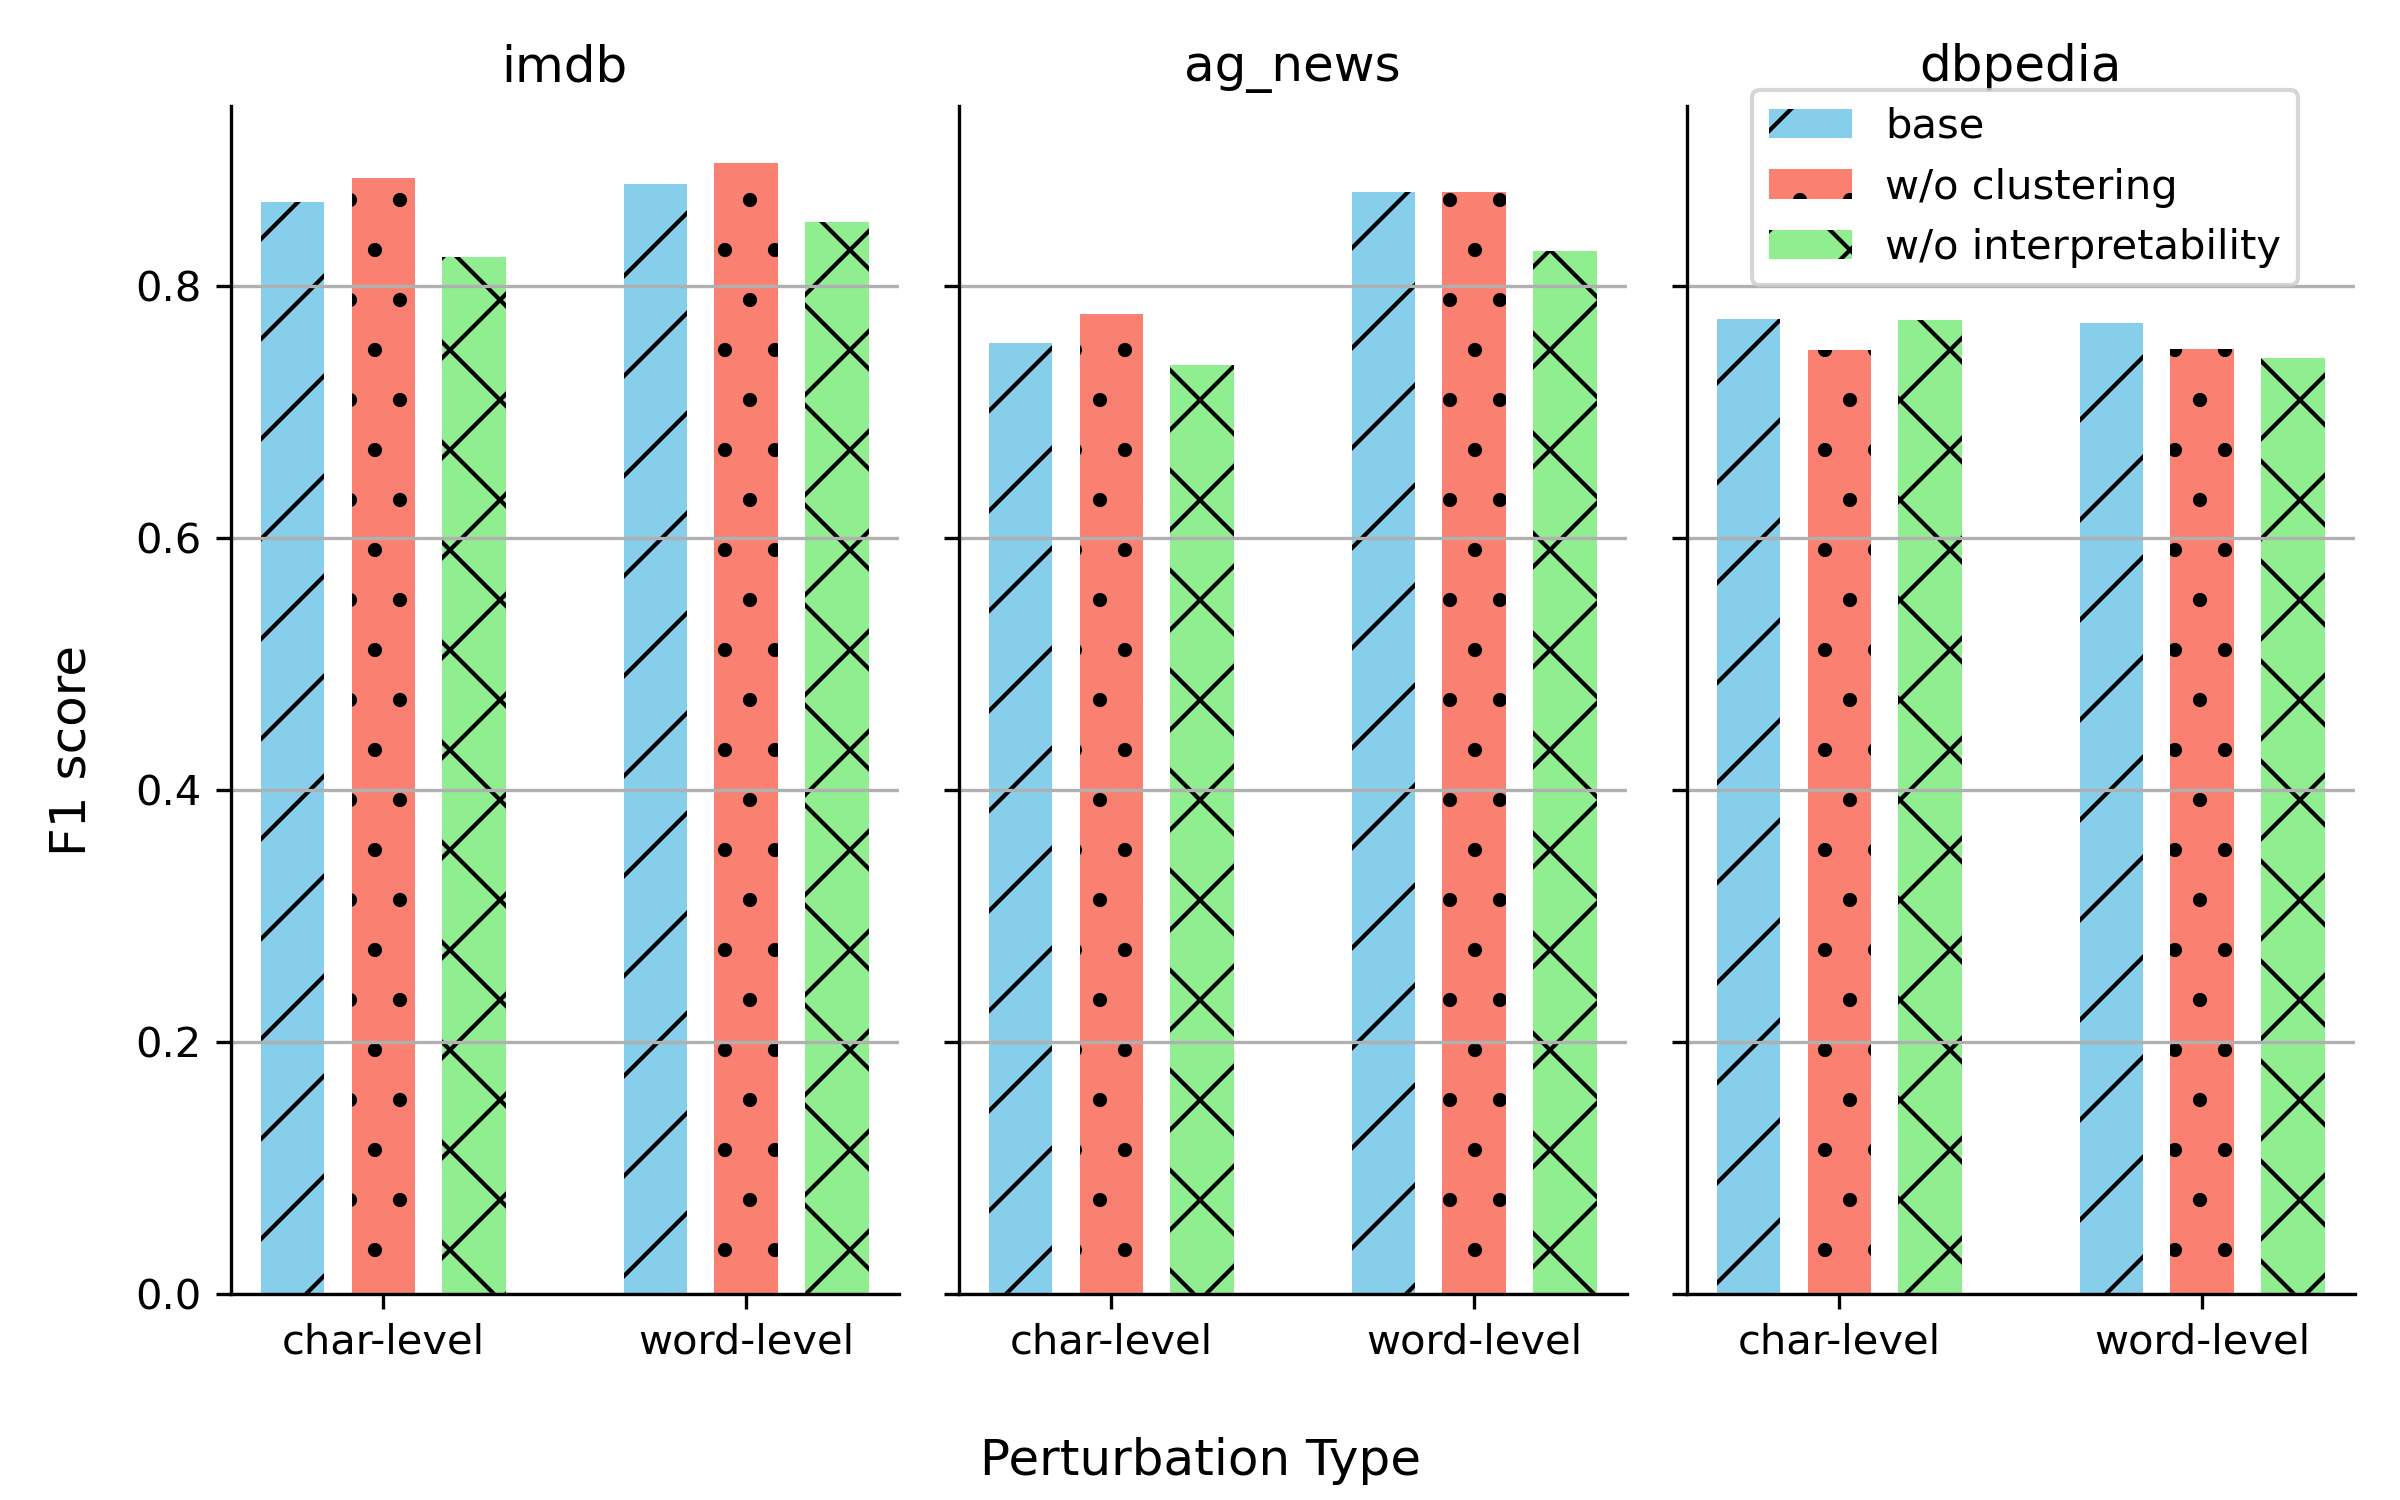 imdb
ag_news
dbpedia
base
w/o clustering
w/o interpretability
F1 score
0.8
0.6
0.4
0.2
0.0
char-level
word-level
char-level
word-level
char-level
word-level
Perturbation Type